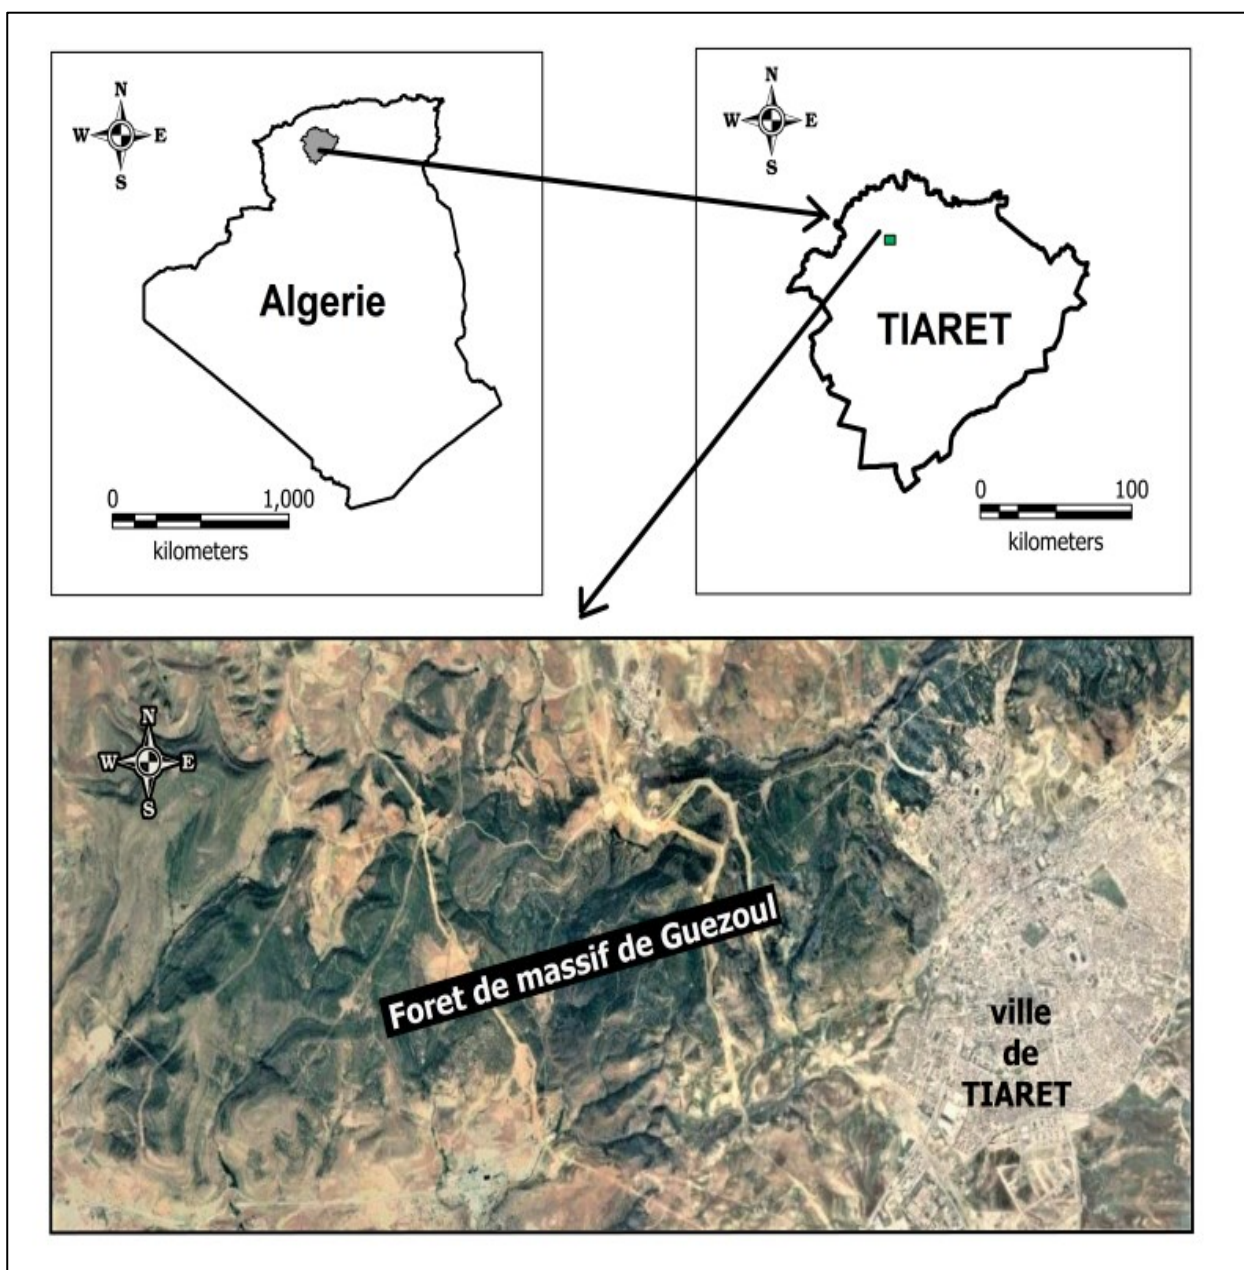 N
W E
S
Algerie
0 1,000
kilometers
N
W E
S
TIARET
0 100
kilometers
N
W E
S
Foret de massif de Guezoul
ville
de
TIARET